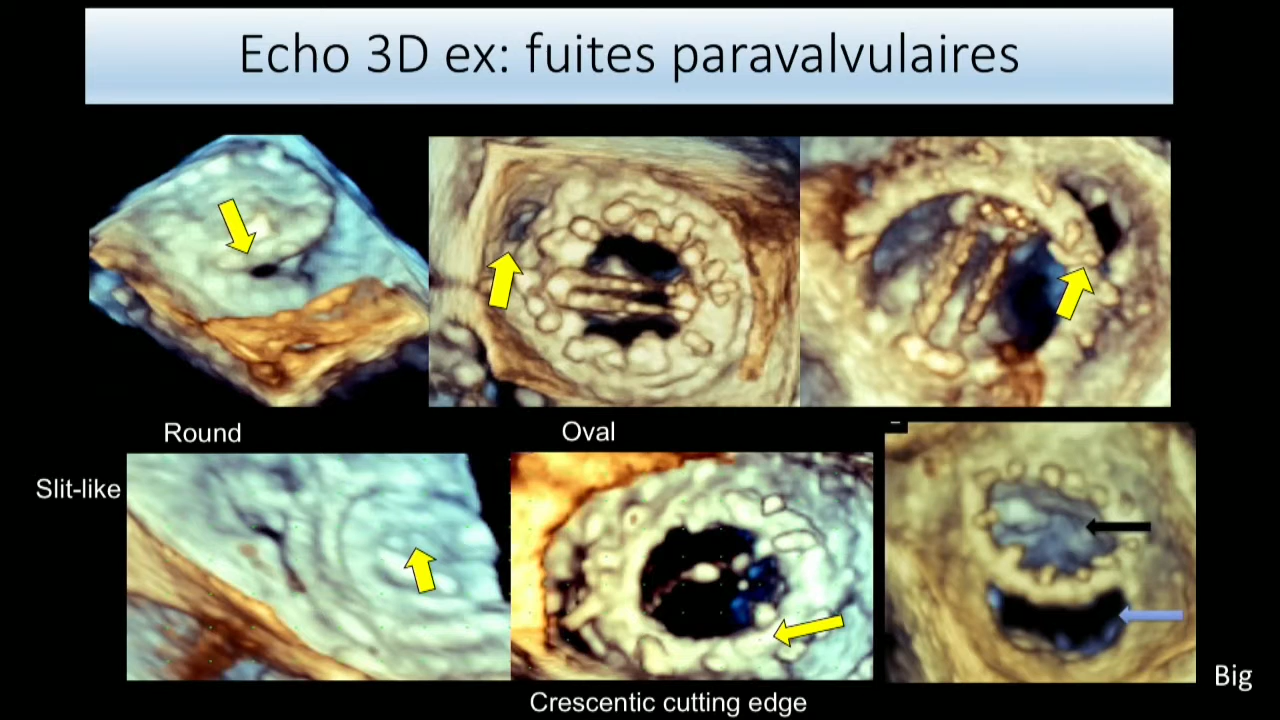 Echo 3D ex: fuites paravalvulaires
Round
Oval
Slit-like
Crescentic cutting edge
Big